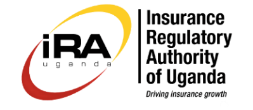 iRA
uganda
Insurance
Regulatory
Authority
of Uganda
Driving insurance growth